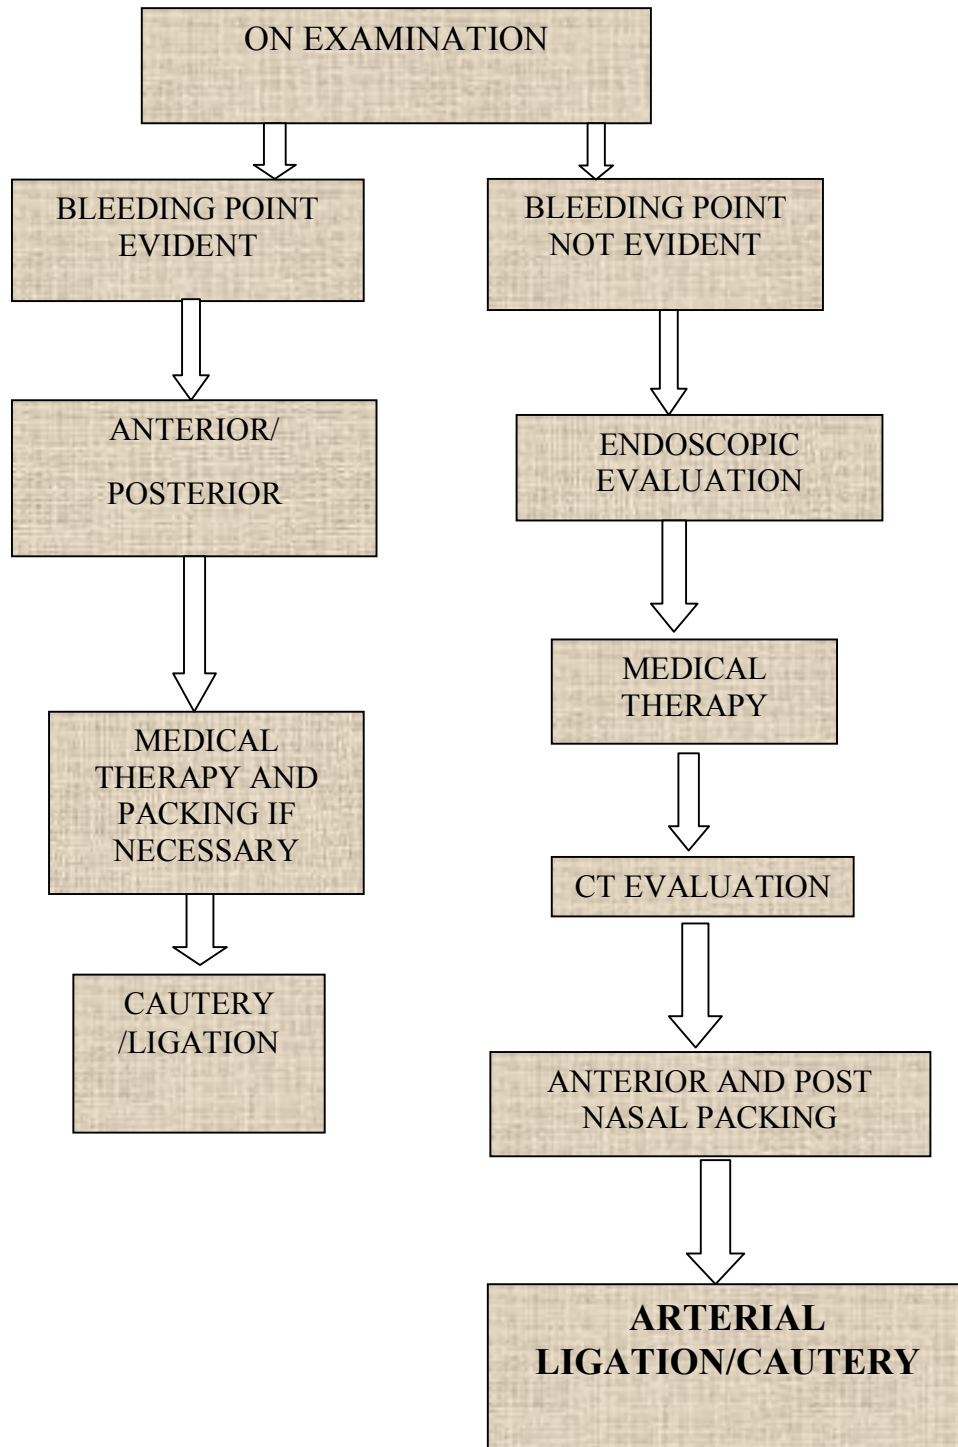 ON EXAMINATION
BLEEDING POINT
EVIDENT
BLEEDING POINT
NOT EVIDENT
ANTERIOR/
POSTERIOR
ENDOSCOPIC
EVALUATION
MEDICAL
THERAPY AND
PACKING IF
NECESSARY
MEDICAL
THERAPY
CT EVALUATION
CAUTERY
/LIGATION
ANTERIOR AND POST
NASAL PACKING
ARTERIAL
LIGATION/CAUTERY